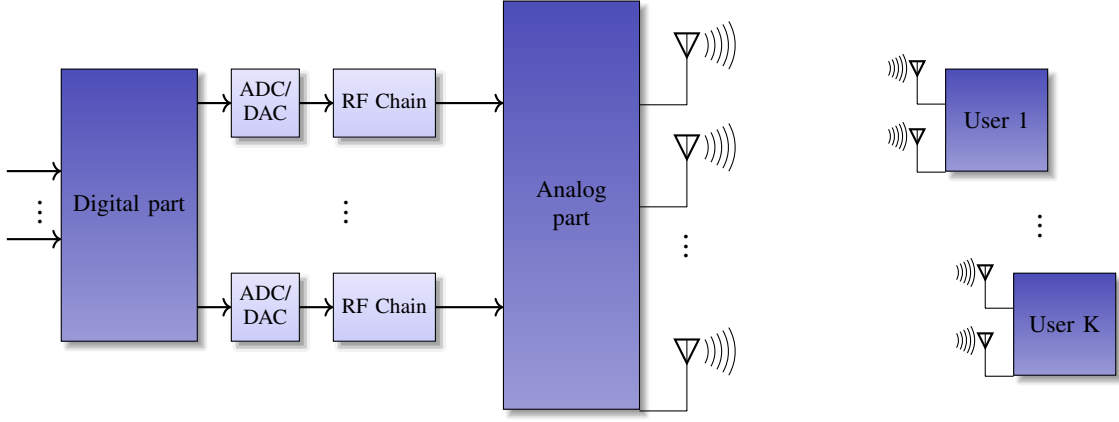 Digital part
ADC/
DAC
RF Chain
ADC/
DAC
RF Chain
Analog
part
User 1
User K